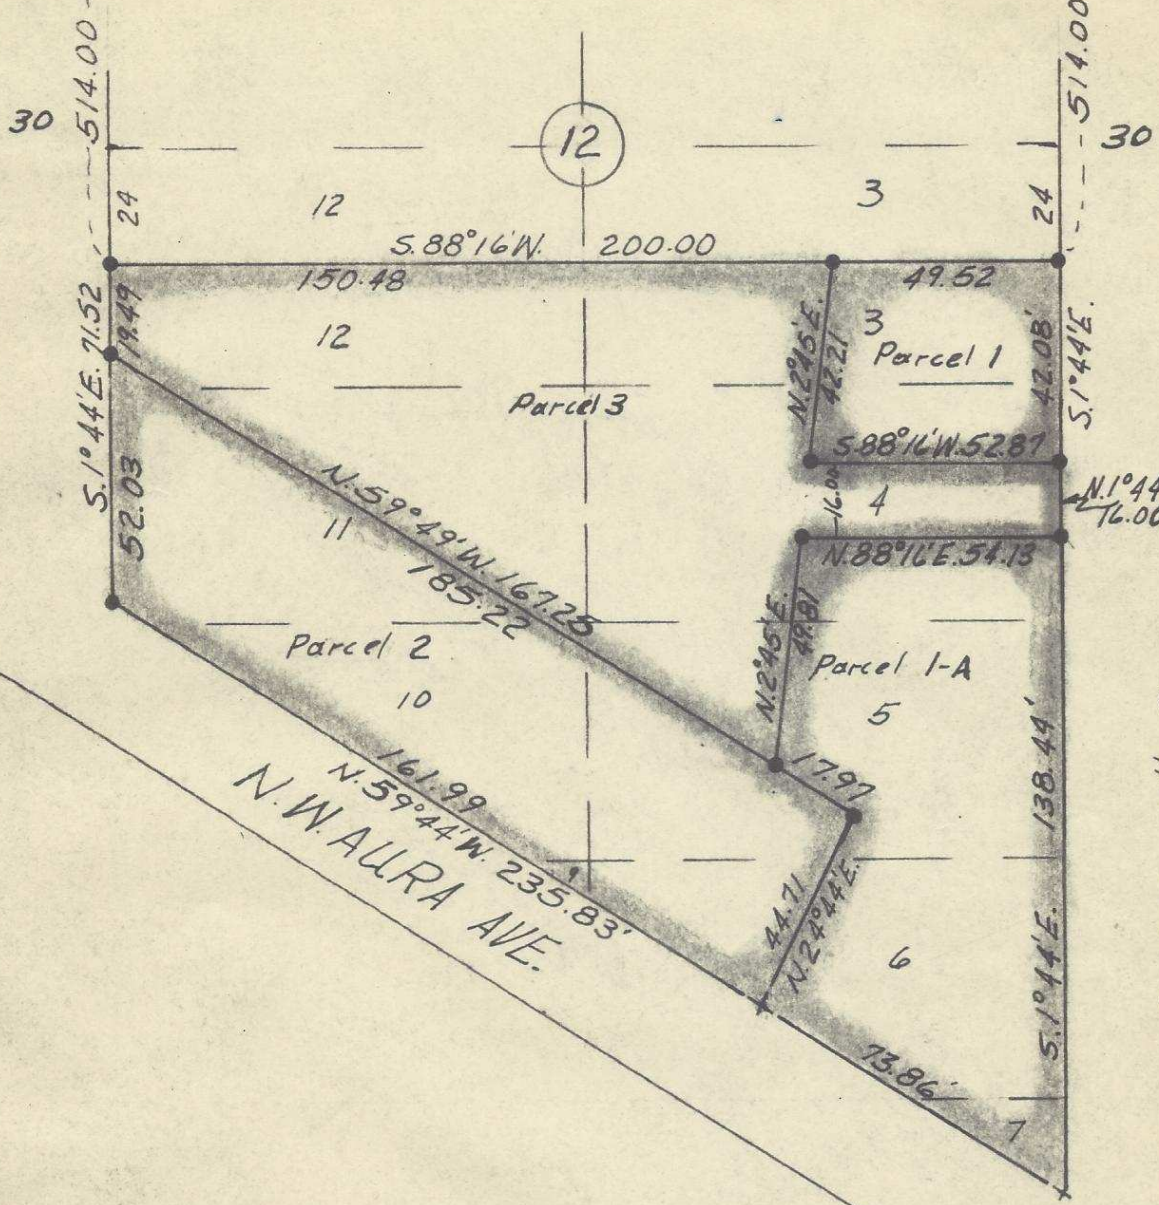 514.00
514.00
30
12
30
24
12
3
24
S.88°16'W. 200.00
150.48
49.52
S.1°44'E. 71.52
19.49
12
3
Parcel 1
N.2°45'E.
42.21
42.08'
S.1°44'E.
Parcel 3
S.88°16'W. 52.87
N.59°49'W. 167.25
185.22
4
N.1°44
16.00
11
52.03
N.88°16'E. 54.13
Parcel 2
N.2°45'E.
49.81
Parcel 1-A
10
5
17.97
138.44'
161.99
N.59°44'W. 235.83'
N.W. AURA AVE.
44.71
N.24°44'E.
6
S.1°44'E.
73.86'
7